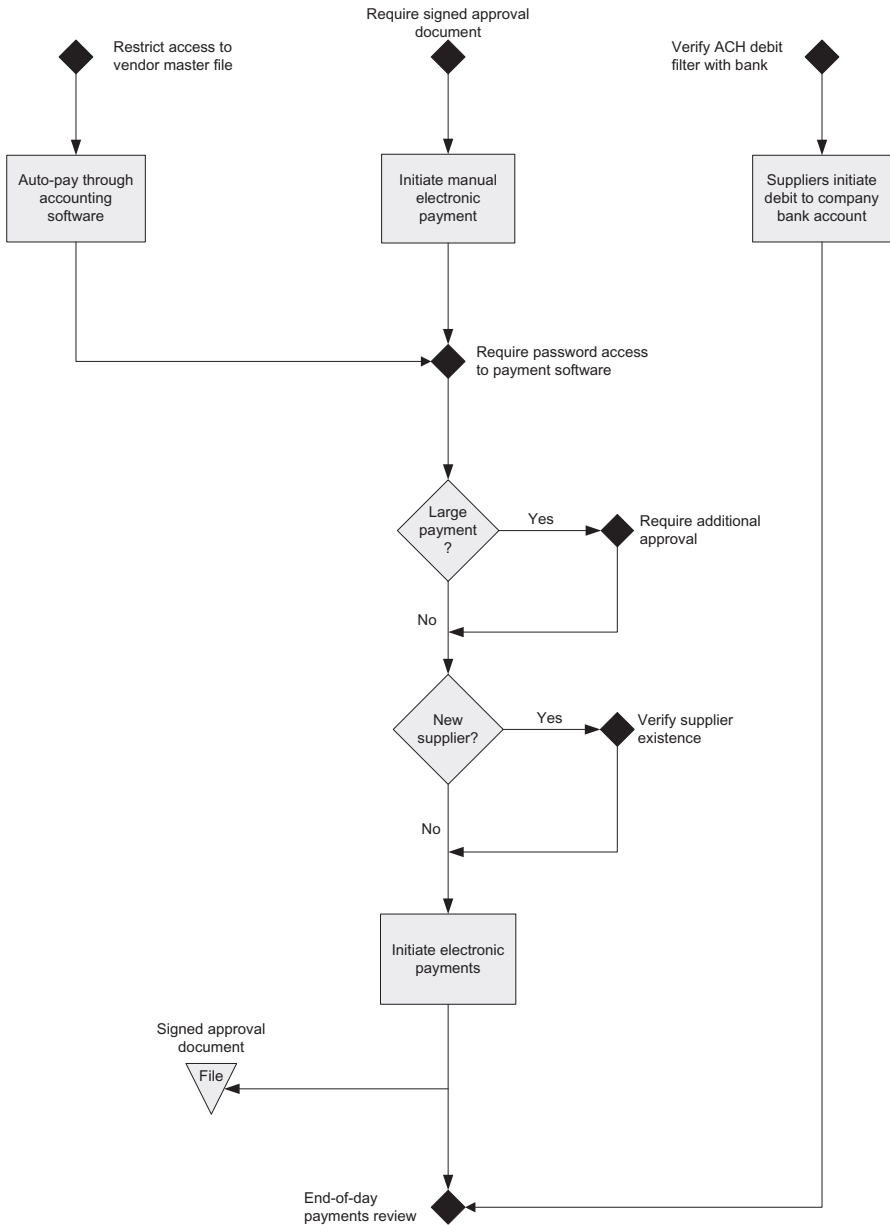 Require signed approval
document
Restrict access to
vendor master file
Verify ACH debit
filter with bank
Auto-pay through
accounting
software
Initiate manual
electronic
payment
Suppliers initiate
debit to company
bank account
Require password access
to payment software
Large
payment
?
Yes
Require additional
approval
No
New
supplier?
Yes
Verify supplier
existence
No
Initiate electronic
payments
Signed approval
document
File
End-of-day
payments review